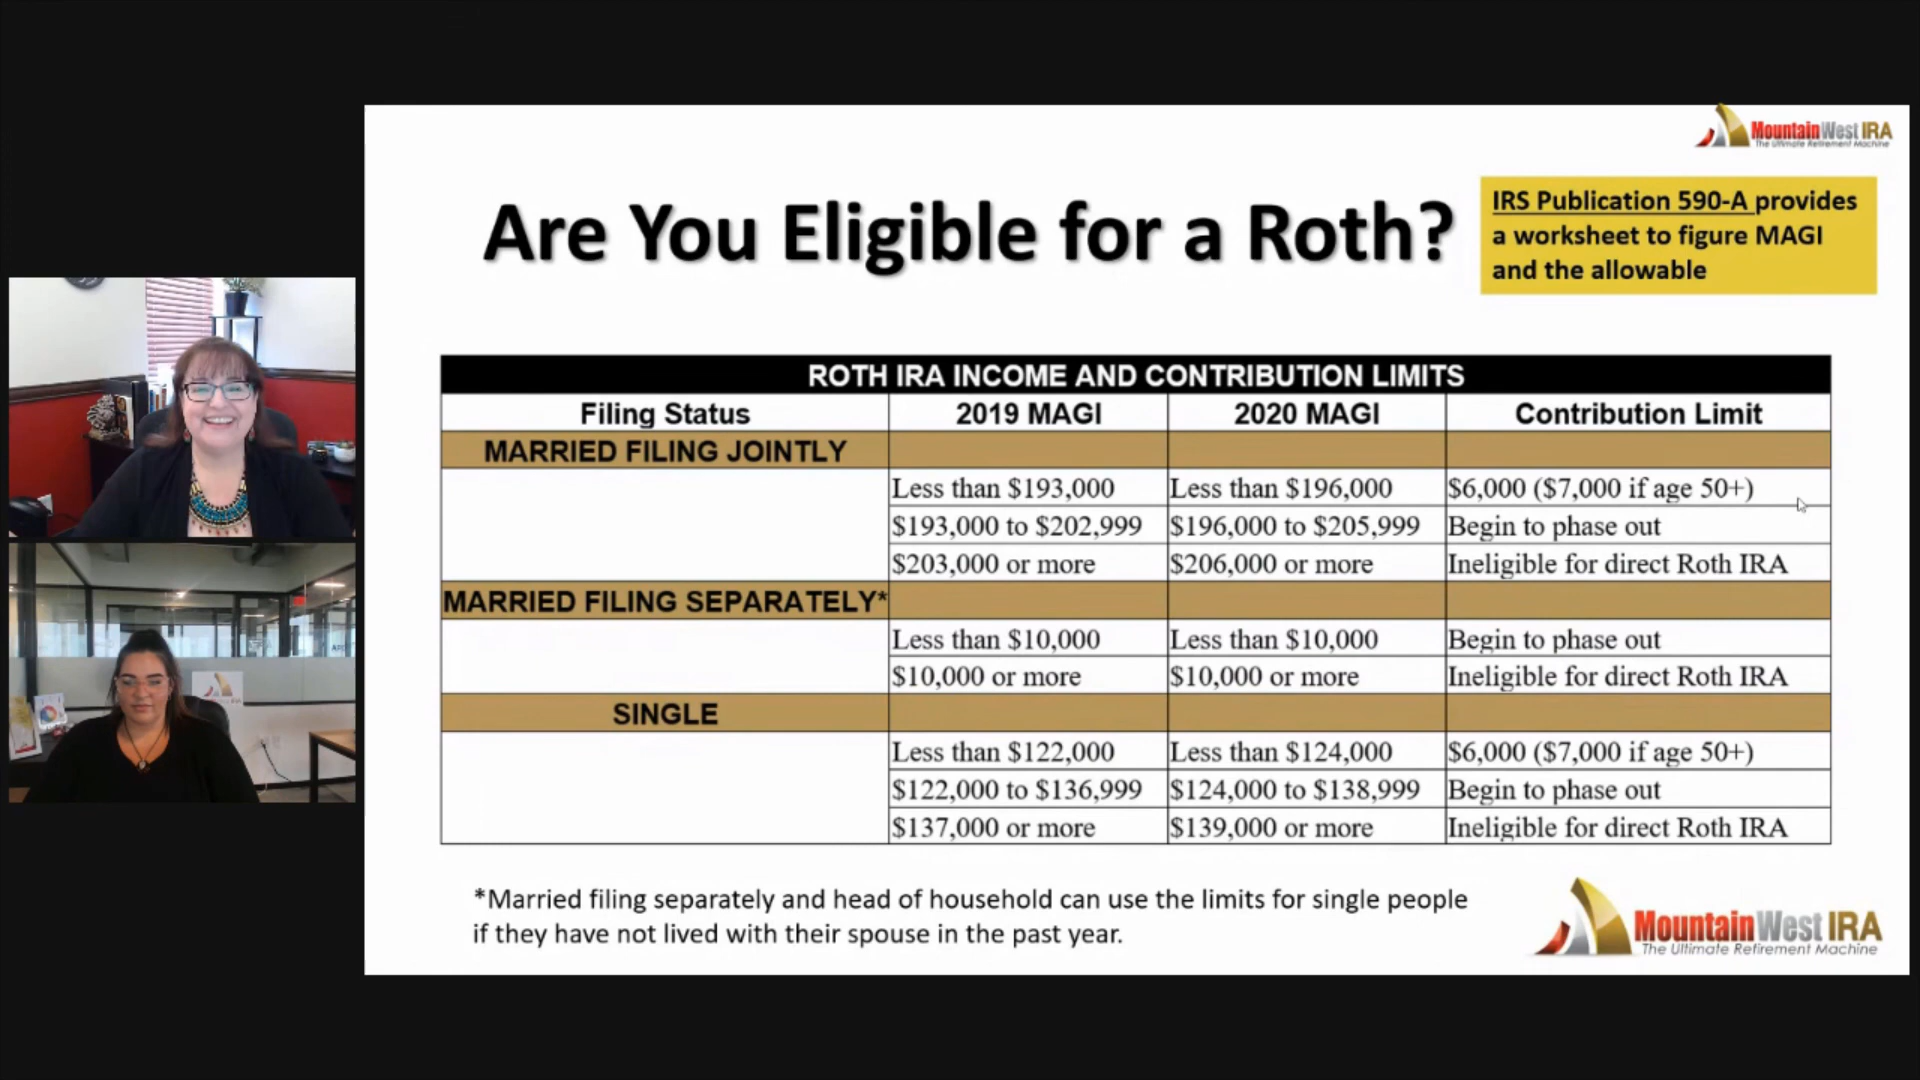 MountainWest IRA
The Ultimate Retirement Machine
Are You Eligible for a Roth?
IRS Publication 590-A provides
a worksheet to figure MAGI
and the allowable
ROTH IRA INCOME AND CONTRIBUTION LIMITS
Filing Status 2019 MAGI 2020 MAGI Contribution Limit
MARRIED FILING JOINTLY
Less than $193,000 Less than $196,000 $6,000 ($7,000 if age 50+)
$193,000 to $202,999 $196,000 to $205,999 Begin to phase out
$203,000 or more $206,000 or more Ineligible for direct Roth IRA
MARRIED FILING SEPARATELY*
Less than $10,000 Less than $10,000 Begin to phase out
$10,000 or more $10,000 or more Ineligible for direct Roth IRA
SINGLE
Less than $122,000 Less than $124,000 $6,000 ($7,000 if age 50+)
$122,000 to $136,999 $124,000 to $138,999 Begin to phase out
$137,000 or more $139,000 or more Ineligible for direct Roth IRA
*Married filing separately and head of household can use the limits for single people
if they have not lived with their spouse in the past year.
MountainWest IRA
The Ultimate Retirement Machine